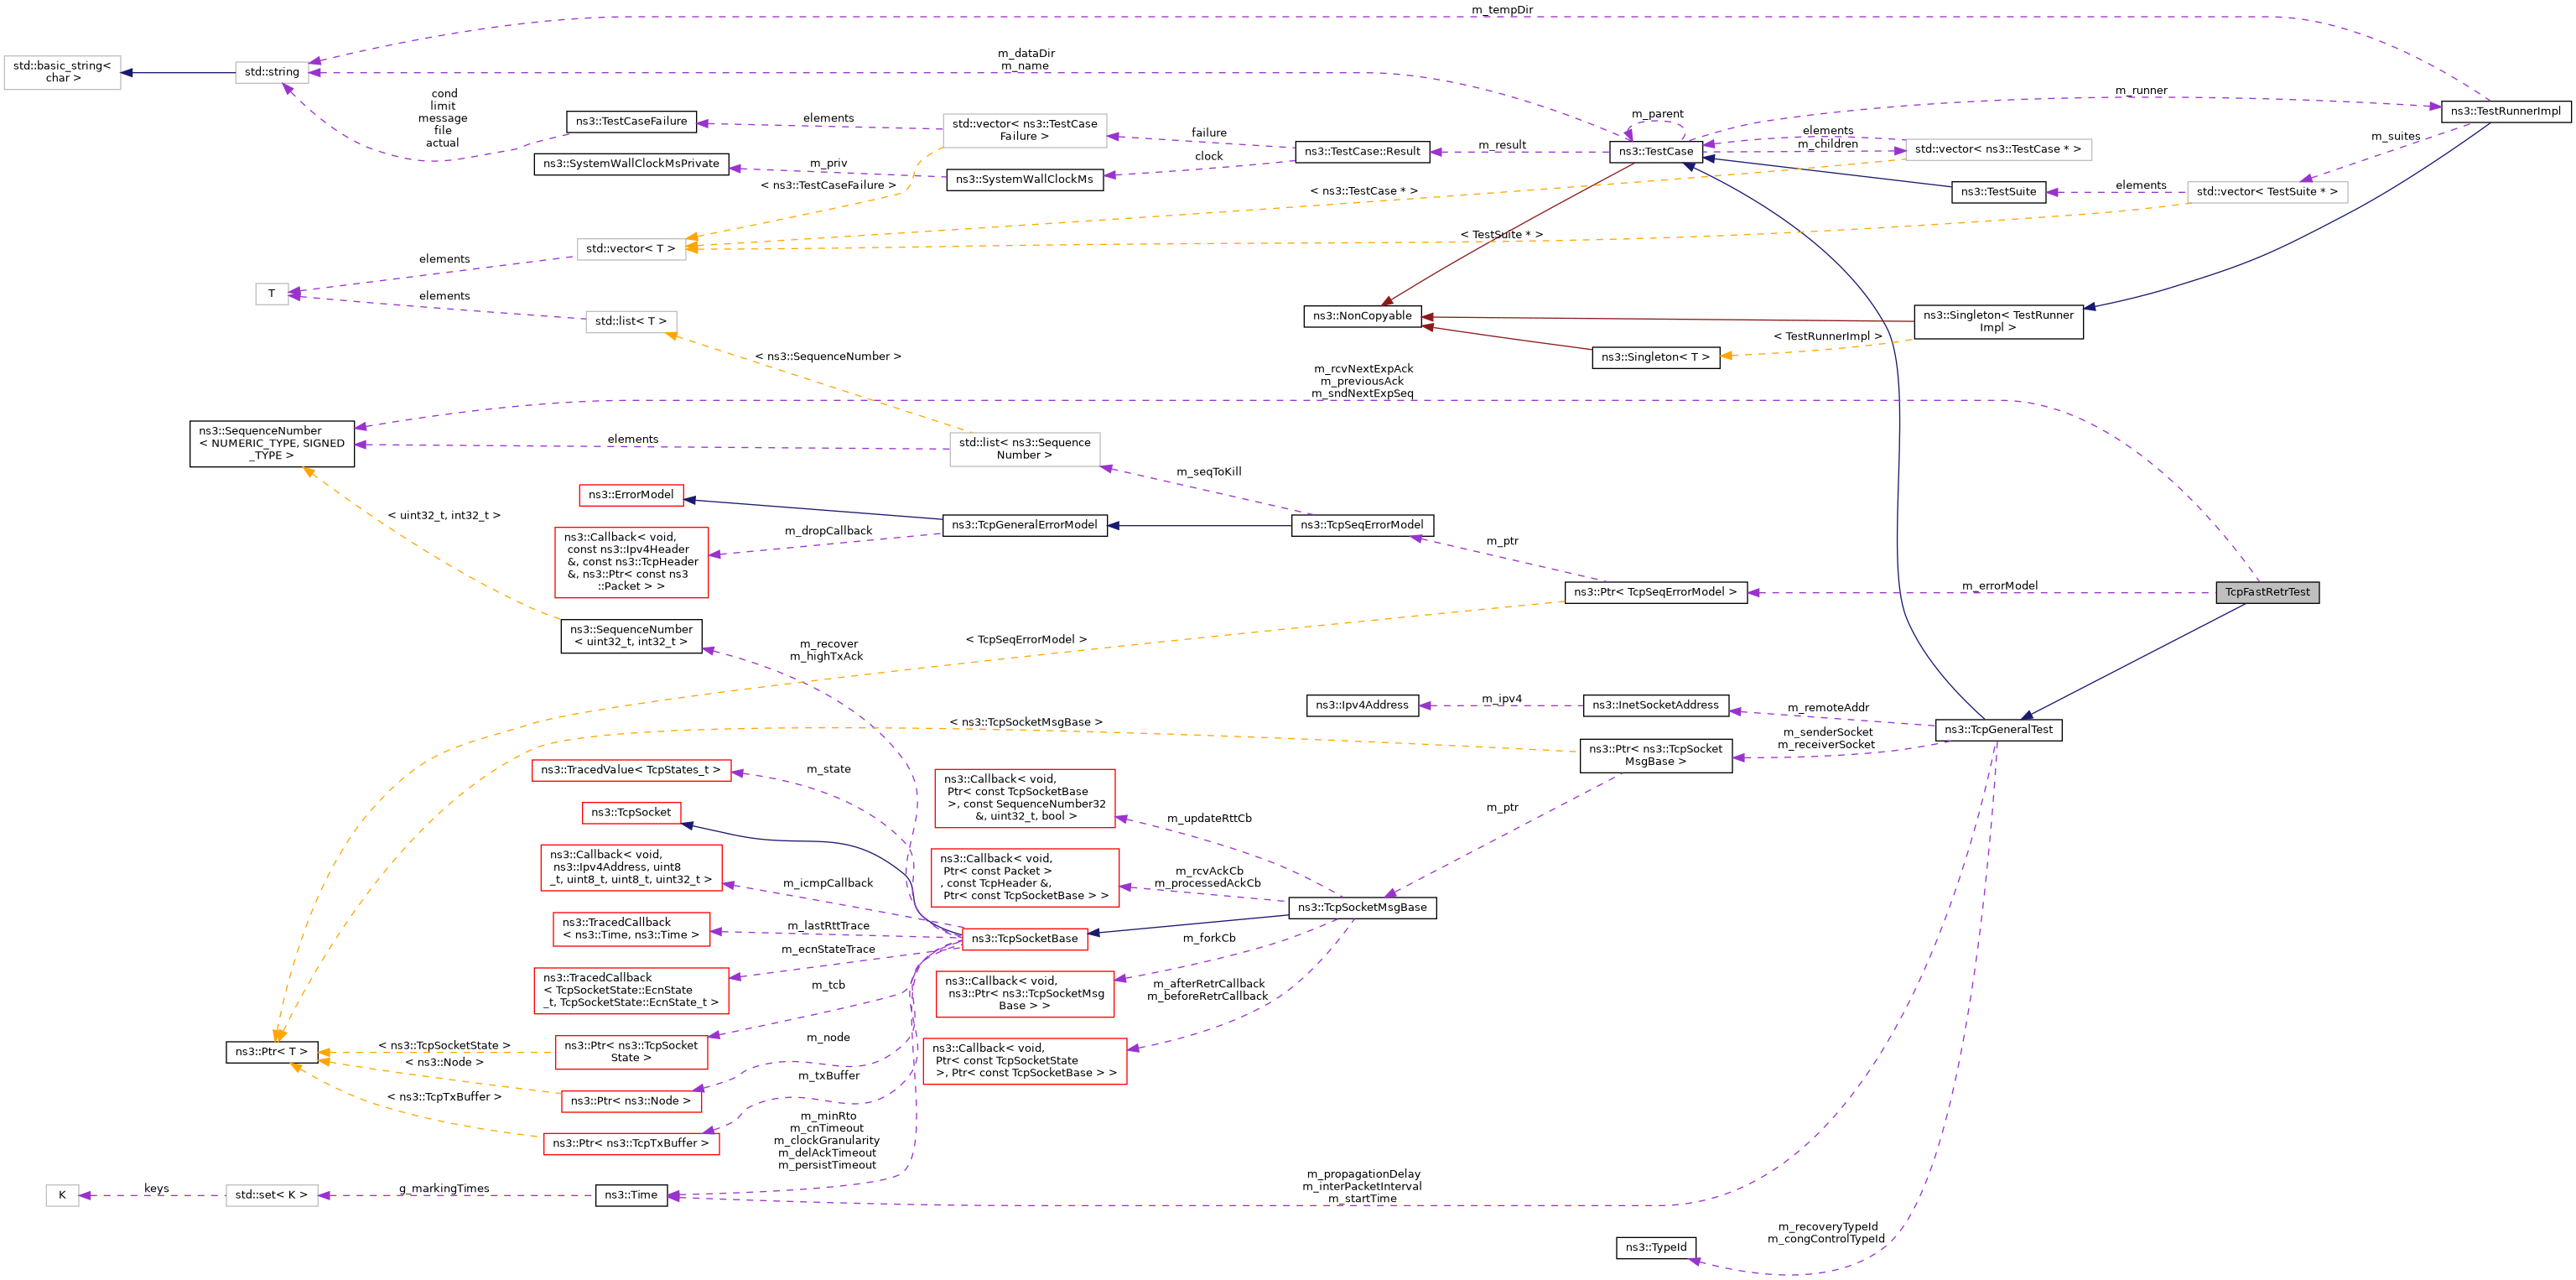 m_tempDir
m_dataDir
m_name
std::basic_string<
char >
std::string
cond
limit
message
file
actual
ns3::TestCaseFailure
elements
std::vector< ns3::TestCase
Failure >
failure
m_parent
m_runner
ns3::TestRunnerImpl
ns3::SystemWallClockMsPrivate
m_priv
clock
ns3::SystemWallClockMs
ns3::TestCase::Result
m_result
ns3::TestCase
elements
m_children
std::vector< ns3::TestCase * >
m_suites
< ns3::TestCaseFailure >
< ns3::TestCase * >
ns3::TestSuite
elements
std::vector< TestSuite * >
std::vector< T >
< TestSuite * >
elements
T
elements
std::list< T >
ns3::NonCopyable
ns3::Singleton< TestRunner
Impl >
< TestRunnerImpl >
ns3::Singleton< T >
< ns3::SequenceNumber >
m_rcvNextExpAck
m_previousAck
m_sndNextExpSeq
ns3::SequenceNumber
< NUMERIC_TYPE, SIGNED
_TYPE >
elements
std::list< ns3::Sequence
Number >
m_seqToKill
ns3::ErrorModel
< uint32_t, int32_t >
ns3::Callback< void,
const ns3::Ipv4Header
&, const ns3::TcpHeader
&, ns3::Ptr< const ns3
::Packet > >
m_dropCallback
ns3::TcpGeneralErrorModel
ns3::TcpSeqErrorModel
m_ptr
ns3::Ptr< TcpSeqErrorModel >
m_errorModel
TcpFastRetrTest
ns3::SequenceNumber
< uint32_t, int32_t >
m_recover
m_highTxAck
< TcpSeqErrorModel >
ns3::Ipv4Address
m_ipv4
ns3::InetSocketAddress
m_remoteAddr
ns3::TcpGeneralTest
< ns3::TcpSocketMsgBase >
m_senderSocket
m_receiverSocket
ns3::Ptr< ns3::TcpSocket
MsgBase >
ns3::TracedValue< TcpStates_t >
m_state
ns3::Callback< void,
Ptr< const TcpSocketBase
>, const SequenceNumber32
&, uint32_t, bool >
m_updateRttCb
m_ptr
ns3::TcpSocket
ns3::Callback< void,
ns3::Ipv4Address, uint8
_t, uint8_t, uint8_t, uint32_t >
m_icmpCallback
ns3::Callback< void,
Ptr< const Packet >
, const TcpHeader &,
Ptr< const TcpSocketBase > >
m_rcvAckCb
m_processedAckCb
ns3::TcpSocketMsgBase
ns3::TracedCallback
< ns3::Time, ns3::Time >
m_lastRttTrace
ns3::TcpSocketBase
m_forkCb
m_ecnStateTrace
ns3::TracedCallback
< TcpSocketState::EcnState
_t, TcpSocketState::EcnState_t >
m_tcb
ns3::Callback< void,
ns3::Ptr< ns3::TcpSocketMsg
Base > >
m_afterRetrCallback
m_beforeRetrCallback
ns3::Ptr< T >
< ns3::TcpSocketState >
ns3::Ptr< ns3::TcpSocket
State >
m_node
ns3::Callback< void,
Ptr< const TcpSocketState
>, Ptr< const TcpSocketBase > >
< ns3::Node >
ns3::Ptr< ns3::Node >
m_txBuffer
< ns3::TcpTxBuffer >
ns3::Ptr< ns3::TcpTxBuffer >
m_minRto
m_cnTimeout
m_clockGranularity
m_delAckTimeout
m_persistTimeout
K
keys
std::set< K >
g_markingTimes
ns3::Time
m_propagationDelay
m_interPacketInterval
m_startTime
m_recoveryTypeId
m_congControlTypeId
ns3::TypeId